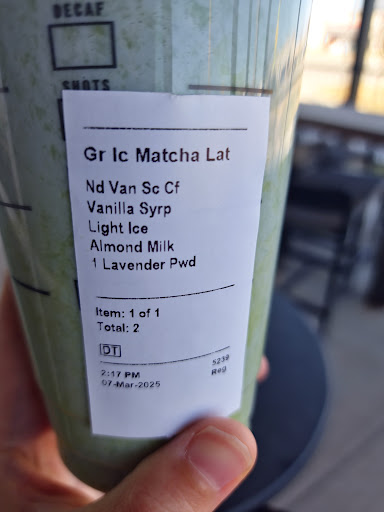 DECAF
SHOTS
Gr Ic Matcha Lat
Nd Van Sc Cf
Vanilla Syrp
Light Ice
Almond Milk
1 Lavender Pwd
Item: 1 of 1
Total: 2
DT
5239
2:17 PM
Reg
07-Mar-2025